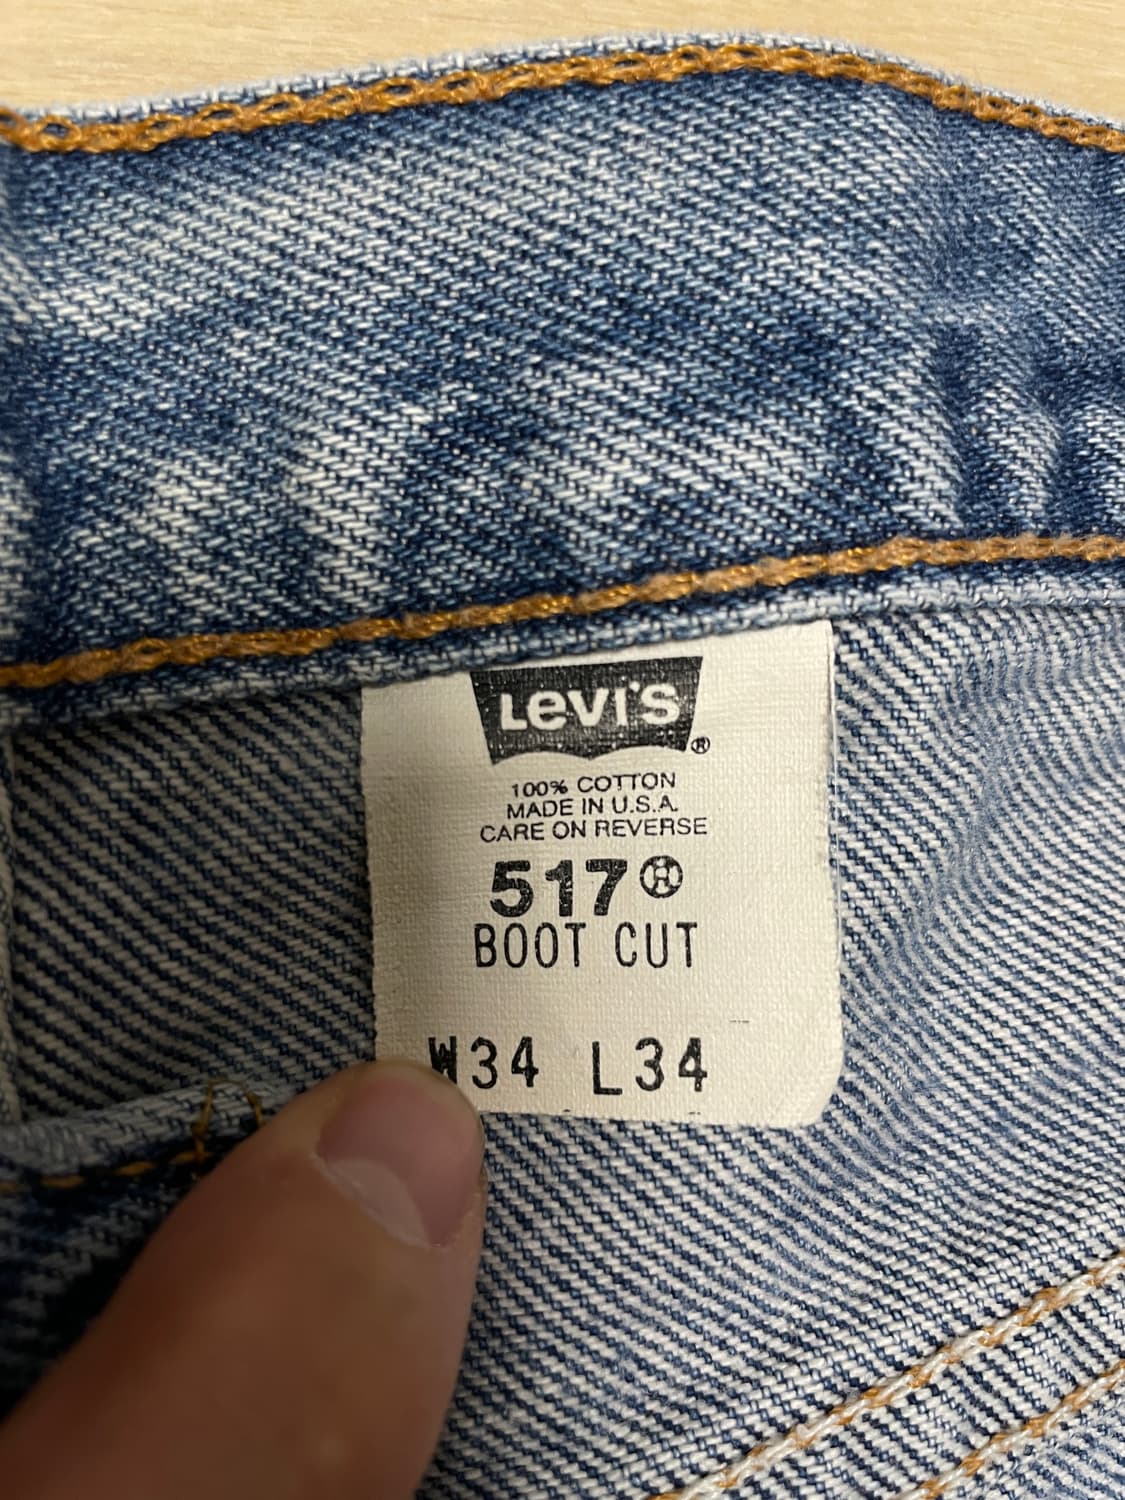 Levi's®
100% COTTON
MADE IN U.S.A.
CARE ON REVERSE
517®
BOOT CUT
W34 L34